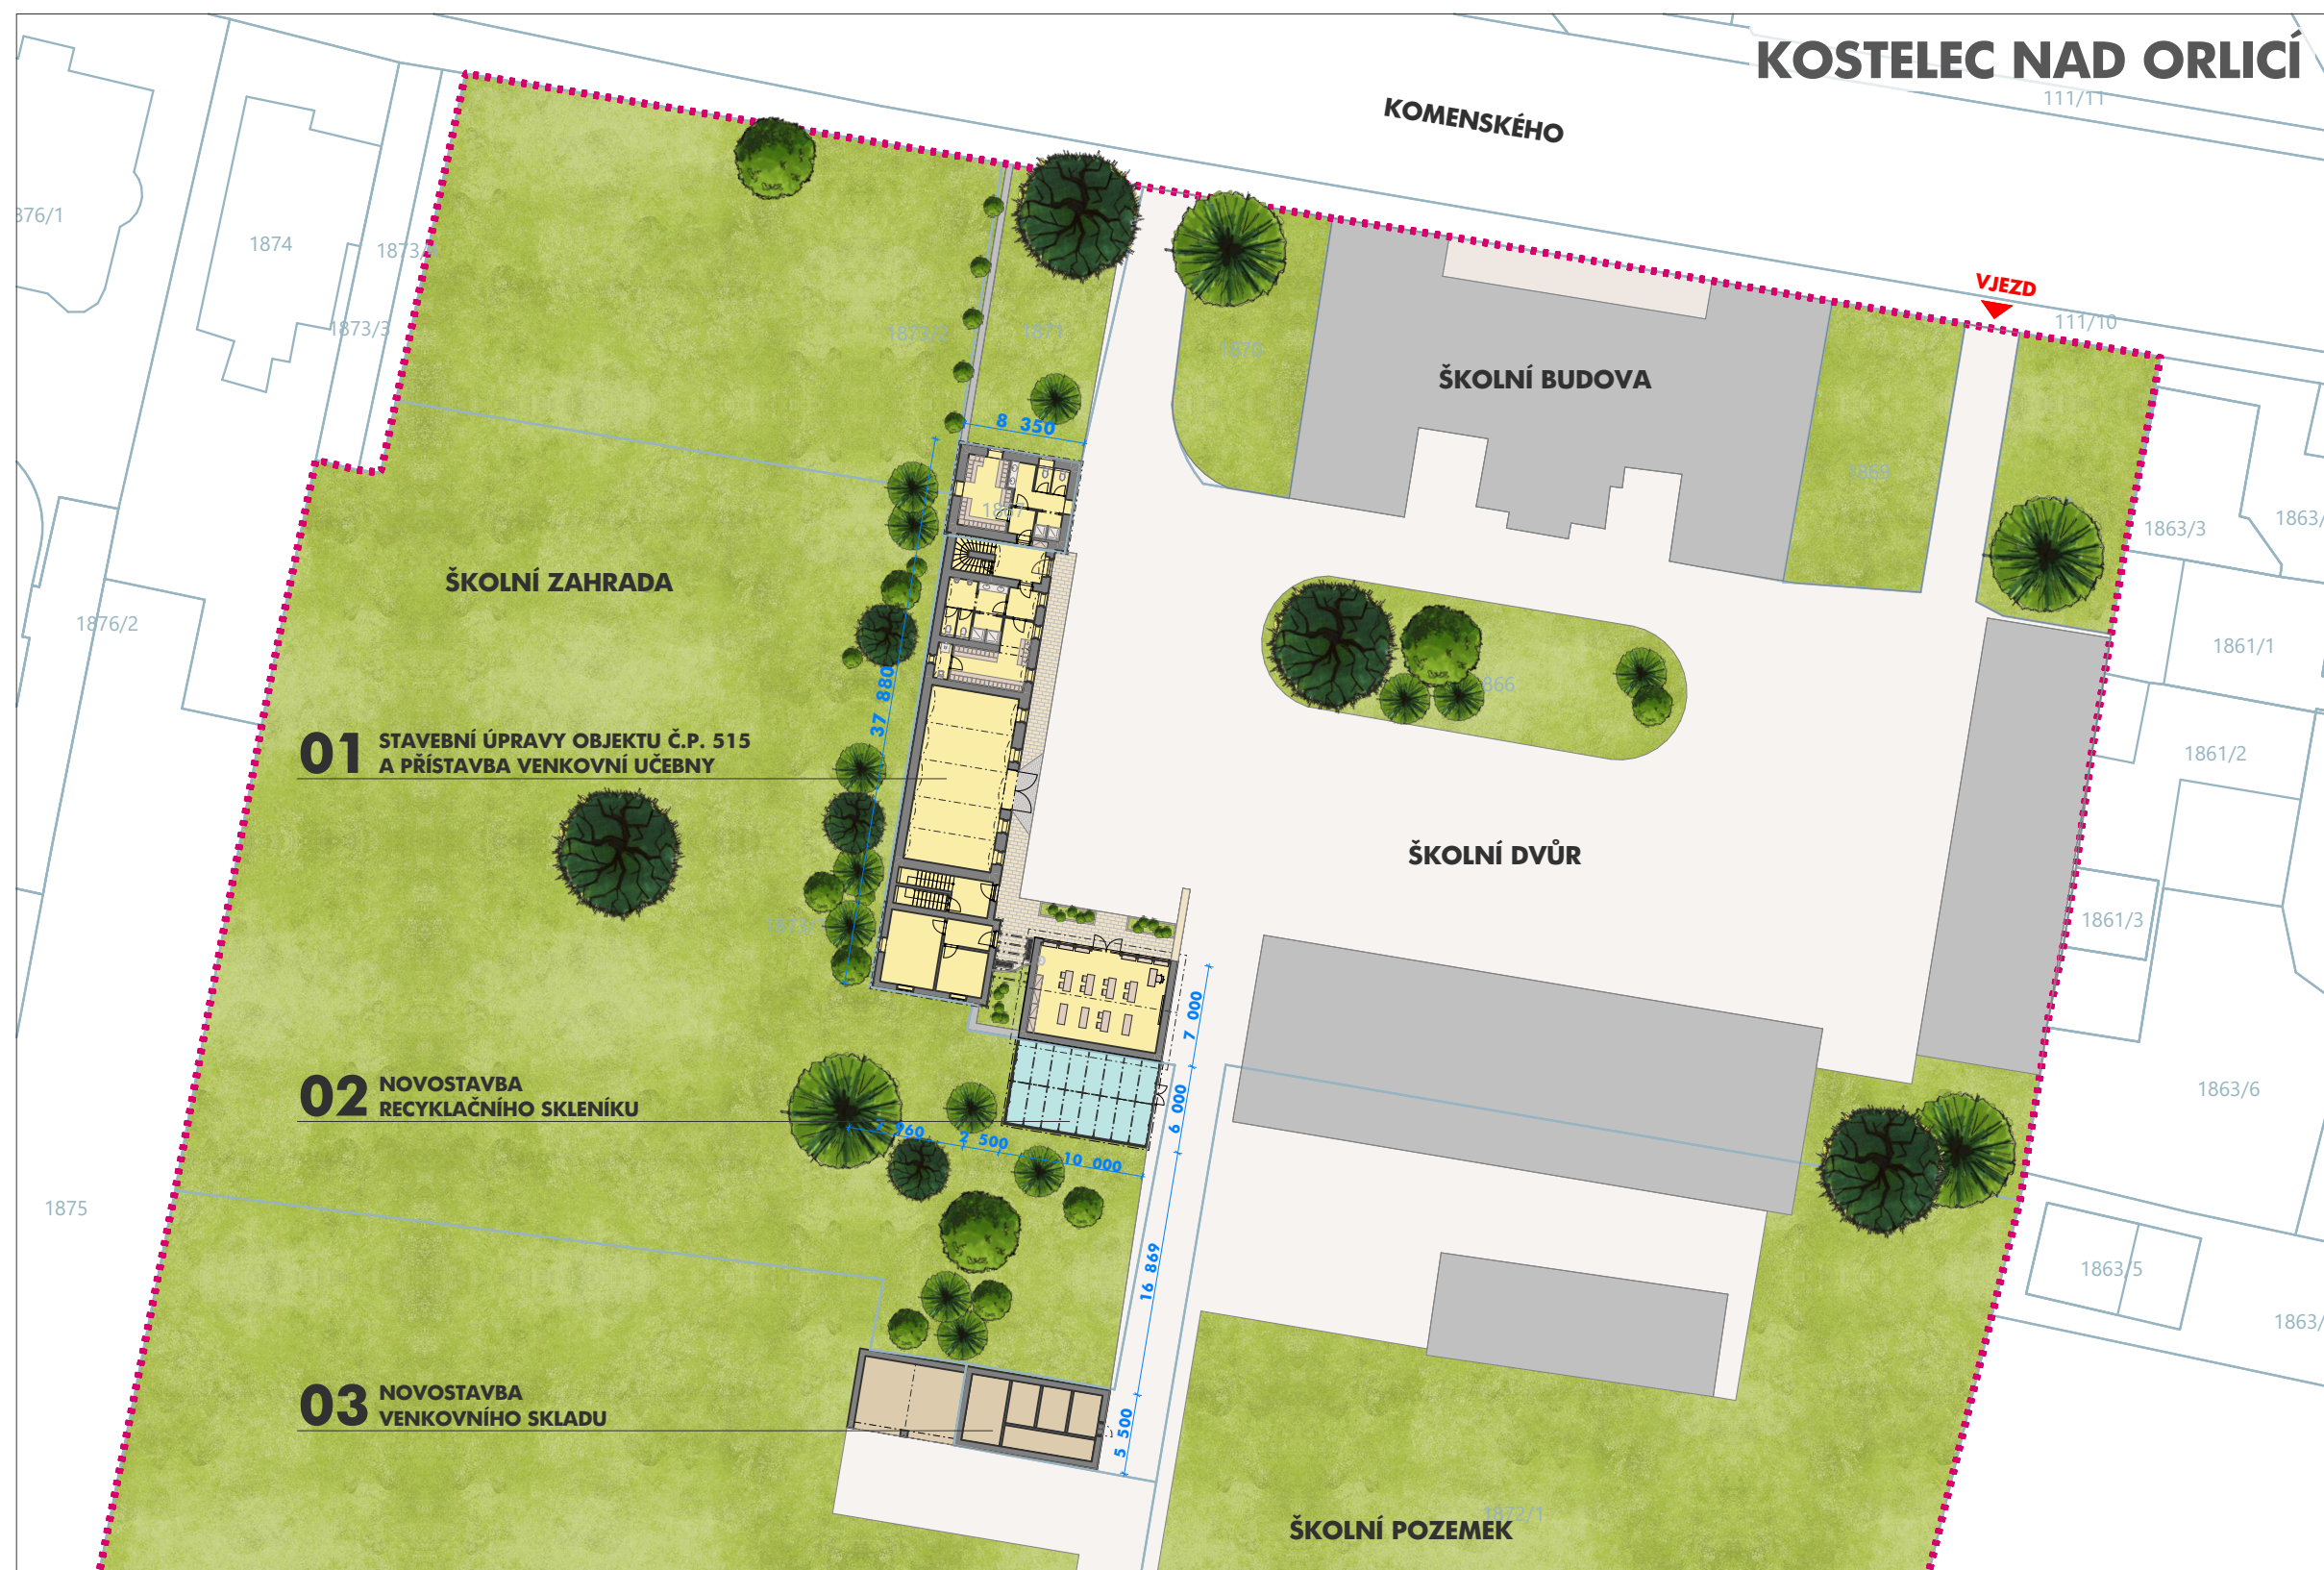 KOSTELEC NAD ORLICÍ
KOMENSKÉHO
111/11
VJEZD
111/10
376/1
1874
1873/3
1873/2
1871
1870
ŠKOLNÍ BUDOVA
1869
8 350
1867
1863/3
1863/
ŠKOLNÍ ZAHRADA
1876/2
1861/1
37 880
1861/2
01 STAVEBNÍ ÚPRAVY OBJEKTU Č.P. 515
A PŘÍSTAVBA VENKOVNÍ UČEBNY
ŠKOLNÍ DVŮR
1873/1
1861/3
7 000
02 NOVOSTAVBA
RECYKLAČNÍHO SKLENÍKU
6 000
7 960
2 500
10 000
1863/6
1875
16 869
1863/5
1863/
03 NOVOSTAVBA
VENKOVNÍHO SKLADU
5 500
1872/1
ŠKOLNÍ POZEMEK